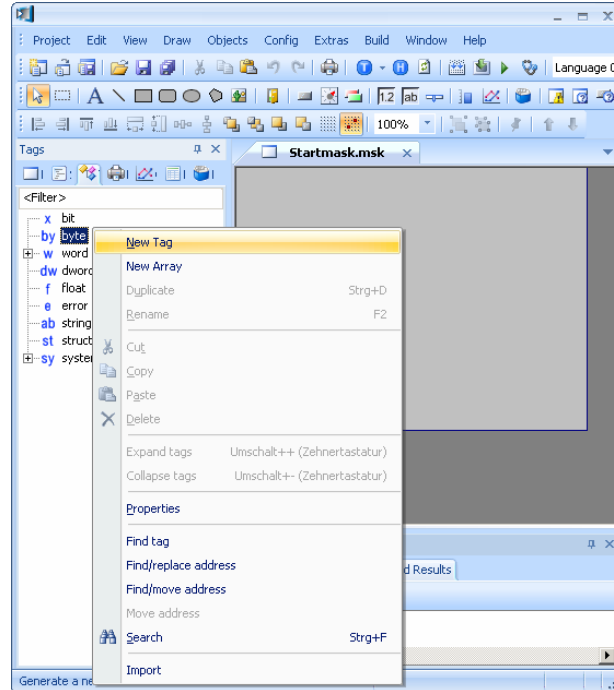 Project Edit View Draw Objects Config Extras Build Window Help
Language
A 1.2 ab
100%
Tags
Startmask.msk
<Filter>
x bit
by byte
w word
dw dword
f float
e error
ab string
st struct
sy system
New Tag
New Array
Duplicate Strg+D
Rename F2
Cut
Copy
Paste
Delete
Expand tags Umschalt++ (Zehnertastatur)
Collapse tags Umschalt+- (Zehnertastatur)
Properties
Find tag
Find/replace address
Find/move address
Move address
Search Strg+F
Import
d Results
Generate a ne